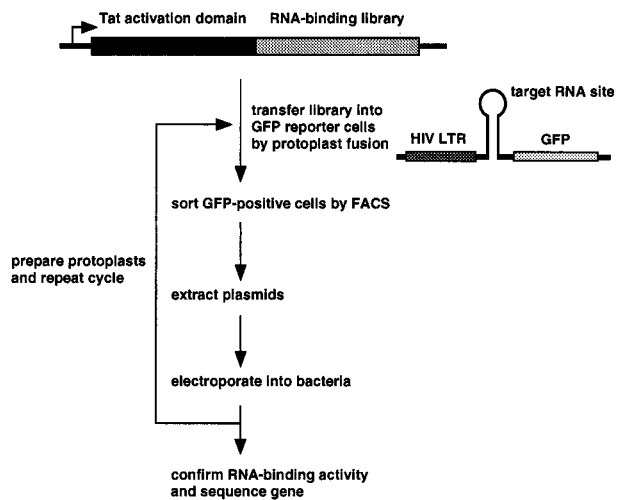 Tat activation domain
RNA-binding library
transfer library into
GFP reporter cells
by protoplast fusion
target RNA site
HIV LTR
GFP
sort GFP-positive cells by FACS
prepare protoplasts
and repeat cycle
extract plasmids
electroporate into bacteria
confirm RNA-binding activity
and sequence gene